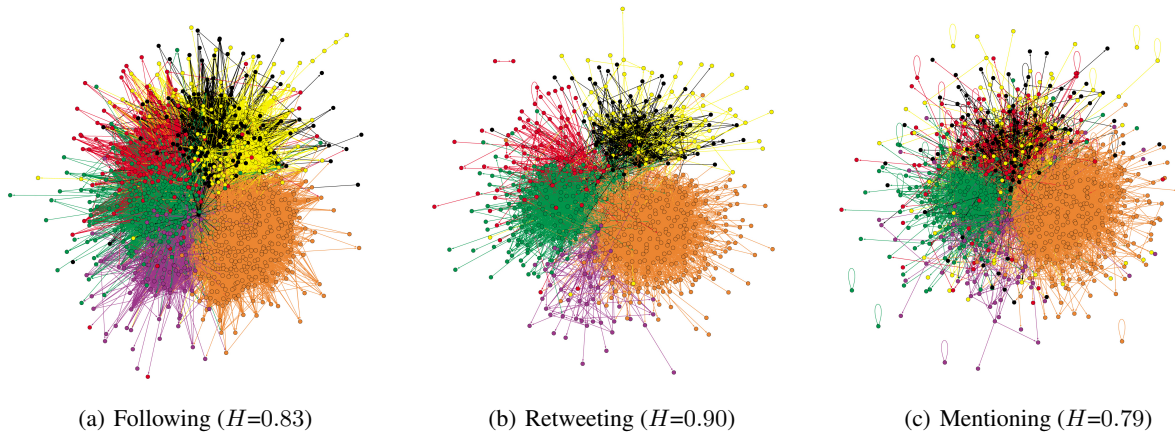 (a) Following (H=0.83)
(b) Retweeting (H=0.90)
(c) Mentioning (H=0.79)